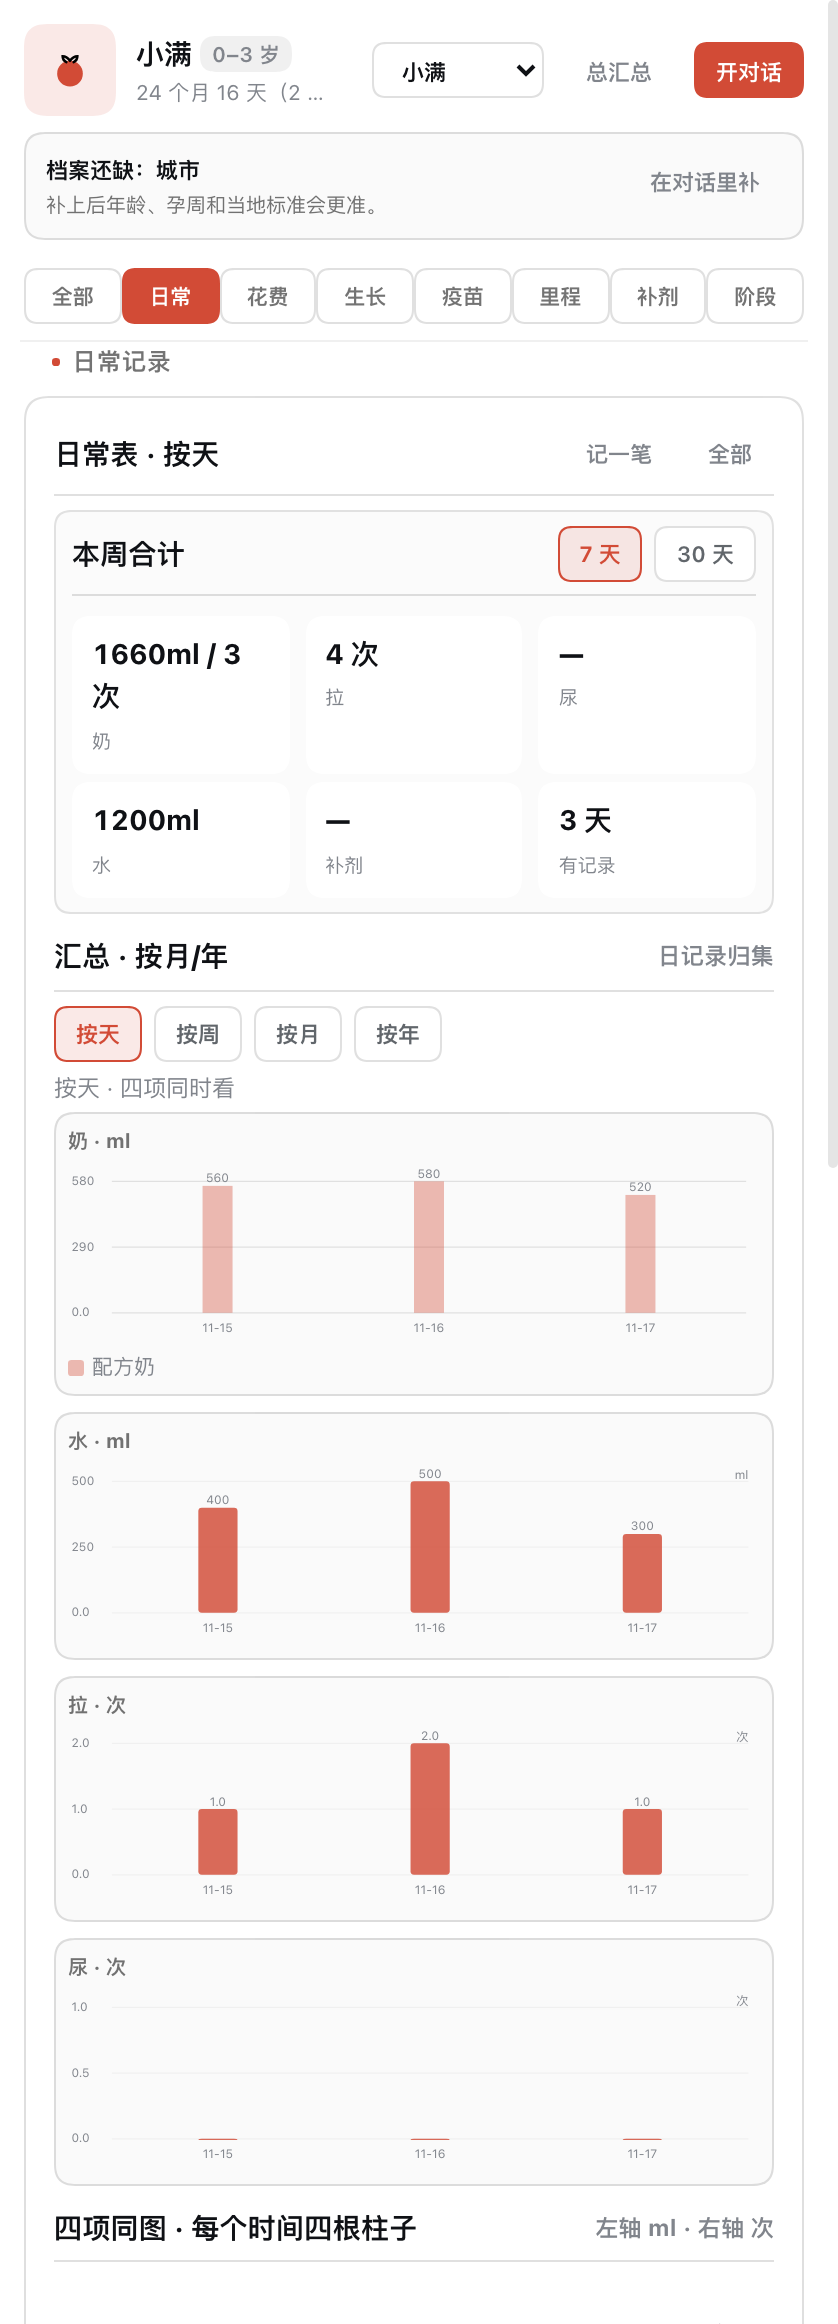 小满 0–3 岁
24 个月 16 天（2 ...
小满
总汇总
开对话
档案还缺：城市
补上后年龄、孕周和当地标准会更准。
在对话里补
全部 日常 花费 生长 疫苗 里程 补剂 阶段
日常记录
日常表 · 按天
记一笔 全部
本周合计
7 天 30 天
1660ml / 3
次
奶
4 次
拉
—
尿
1200ml
水
—
补剂
3 天
有记录
汇总 · 按月/年
日记录归集
按天 按周 按月 按年
按天 · 四项同时看
奶 · ml
580
290
0.0
560 580 520
11-15 11-16 11-17
配方奶
水 · ml
ml
500
250
0.0
400 500 300
11-15 11-16 11-17
拉 · 次
次
2.0
1.0
0.0
1.0 2.0 1.0
11-15 11-16 11-17
尿 · 次
次
1.0
0.5
0.0
11-15 11-16 11-17
四项同图 · 每个时间四根柱子
左轴 ml · 右轴 次